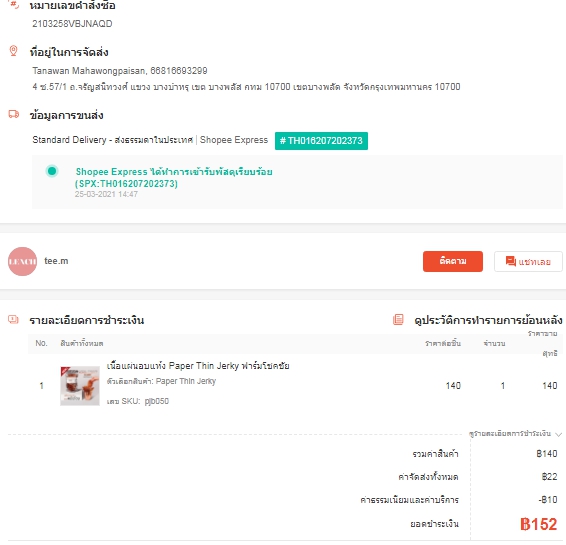 หมายเลขคำสั่งซื้อ
2103258VBJNAQD
ที่อยู่ในการจัดส่ง
Tanawan Mahawongpaisan, 66816693299
4 ซ.57/1 ถ.จรัญสนิทวงศ์ แขวง บางบำหรุ เขต บางพลัส กทม 10700 เขตบางพลัด จังหวัดกรุงเทพมหานคร 10700
ข้อมูลการขนส่ง
Standard Delivery - ส่งธรรมดาในประเทศ | Shopee Express # TH016207202373
Shopee Express ได้ทำการเข้ารับพัสดุเรียบร้อย
(SPX:TH016207202373)
25-03-2021 14:47
LEACH tee.m ติดตาม แชทเลย
รายละเอียดการชำระเงิน ดูประวัติการทำรายการย้อนหลัง
No. สินค้าทั้งหมด ราคาต่อชิ้น จำนวน ราคาขายสุทธิ
เนื้อแผ่นอบแห้ง Paper Thin Jerky ฟาร์มโชคชัย
ตัวเลือกสินค้า: Paper Thin Jerky
1 140 1 140
เลข SKU: pjb050
ดูรายละเอียดการชำระเงิน
รวมค่าสินค้า ฿140
ค่าจัดส่งทั้งหมด ฿22
ค่าธรรมเนียมและค่าบริการ -฿10
ยอดชำระเงิน ฿152